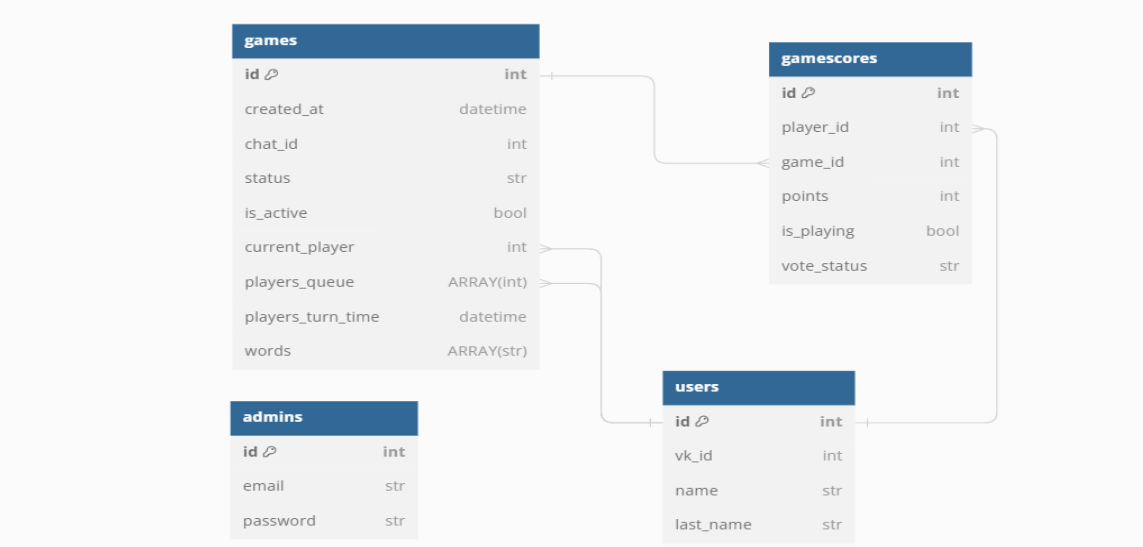 games
id int
created_at datetime
chat_id int
status str
is_active bool
current_player int
players_queue ARRAY(int)
players_turn_time datetime
words ARRAY(str)
gamescores
id int
player_id int
game_id int
points int
is_playing bool
vote_status str
admins
id int
email str
password str
users
id int
vk_id int
name str
last_name str